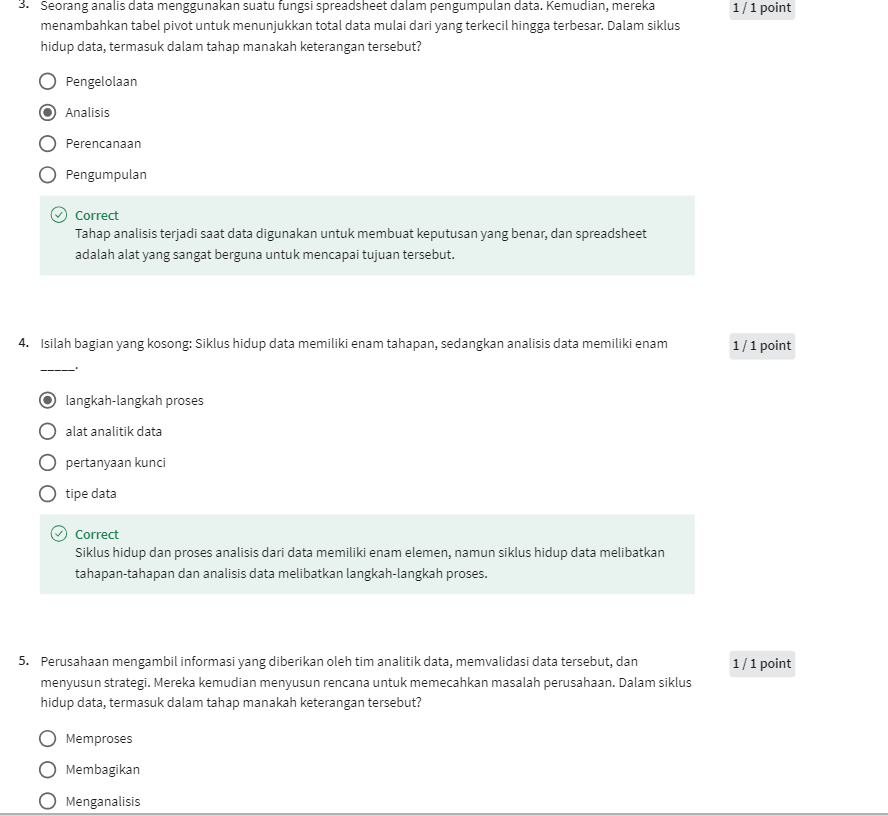 3. Seorang analis data menggunakan suatu fungsi spreadsheet dalam pengumpulan data. Kemudian, mereka
1 / 1 point
menambahkan tabel pivot untuk menunjukkan total data mulai dari yang terkecil hingga terbesar. Dalam siklus
hidup data, termasuk dalam tahap manakah keterangan tersebut?
Pengelolaan
Analisis
Perencanaan
Pengumpulan
Correct
Tahap analisis terjadi saat data digunakan untuk membuat keputusan yang benar, dan spreadsheet
adalah alat yang sangat berguna untuk mencapai tujuan tersebut.
4. Isilah bagian yang kosong: Siklus hidup data memiliki enam tahapan, sedangkan analisis data memiliki enam
1 / 1 point
_____.
langkah-langkah proses
alat analitik data
pertanyaan kunci
tipe data
Correct
Siklus hidup dan proses analisis dari data memiliki enam elemen, namun siklus hidup data melibatkan
tahapan-tahapan dan analisis data melibatkan langkah-langkah proses.
5. Perusahaan mengambil informasi yang diberikan oleh tim analitik data, memvalidasi data tersebut, dan
1 / 1 point
menyusun strategi. Mereka kemudian menyusun rencana untuk memecahkan masalah perusahaan. Dalam siklus
hidup data, termasuk dalam tahap manakah keterangan tersebut?
Memproses
Membagikan
Menganalisis